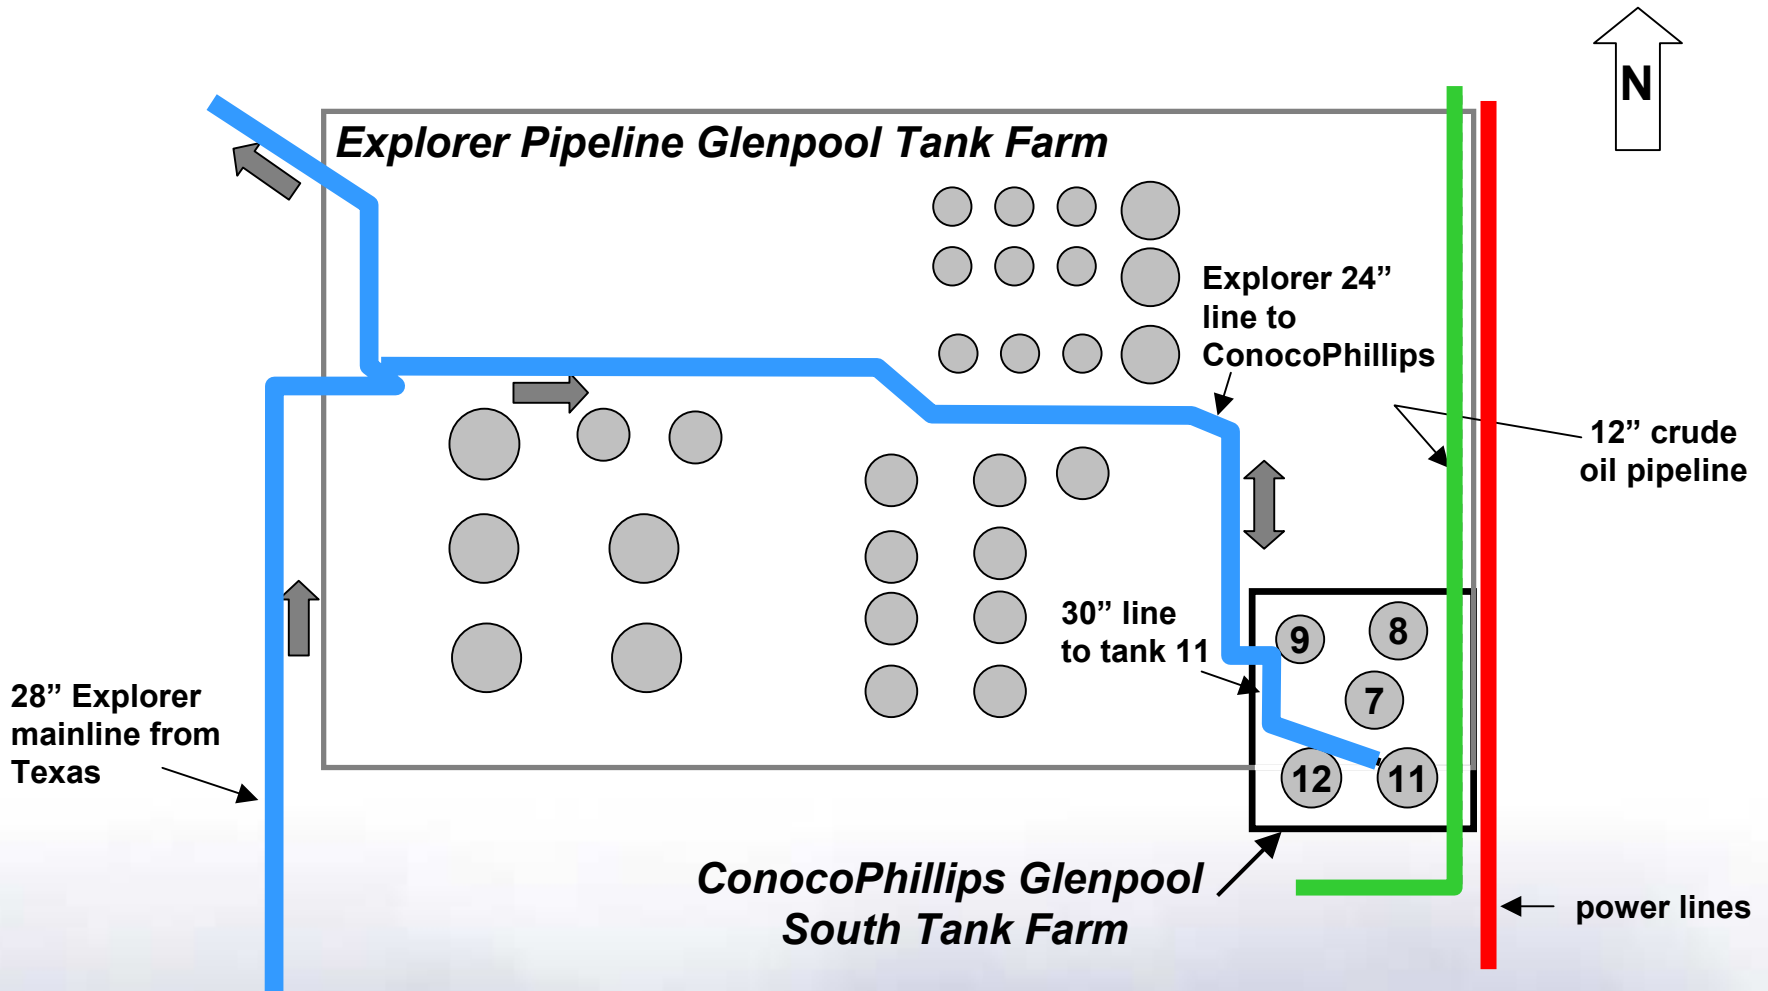 N
Explorer Pipeline Glenpool Tank Farm
Explorer 24”
line to
ConocoPhillips
12” crude
oil pipeline
30” line
to tank 11
9
8
7
12
11
28” Explorer
mainline from
Texas
ConocoPhillips Glenpool
South Tank Farm
power lines